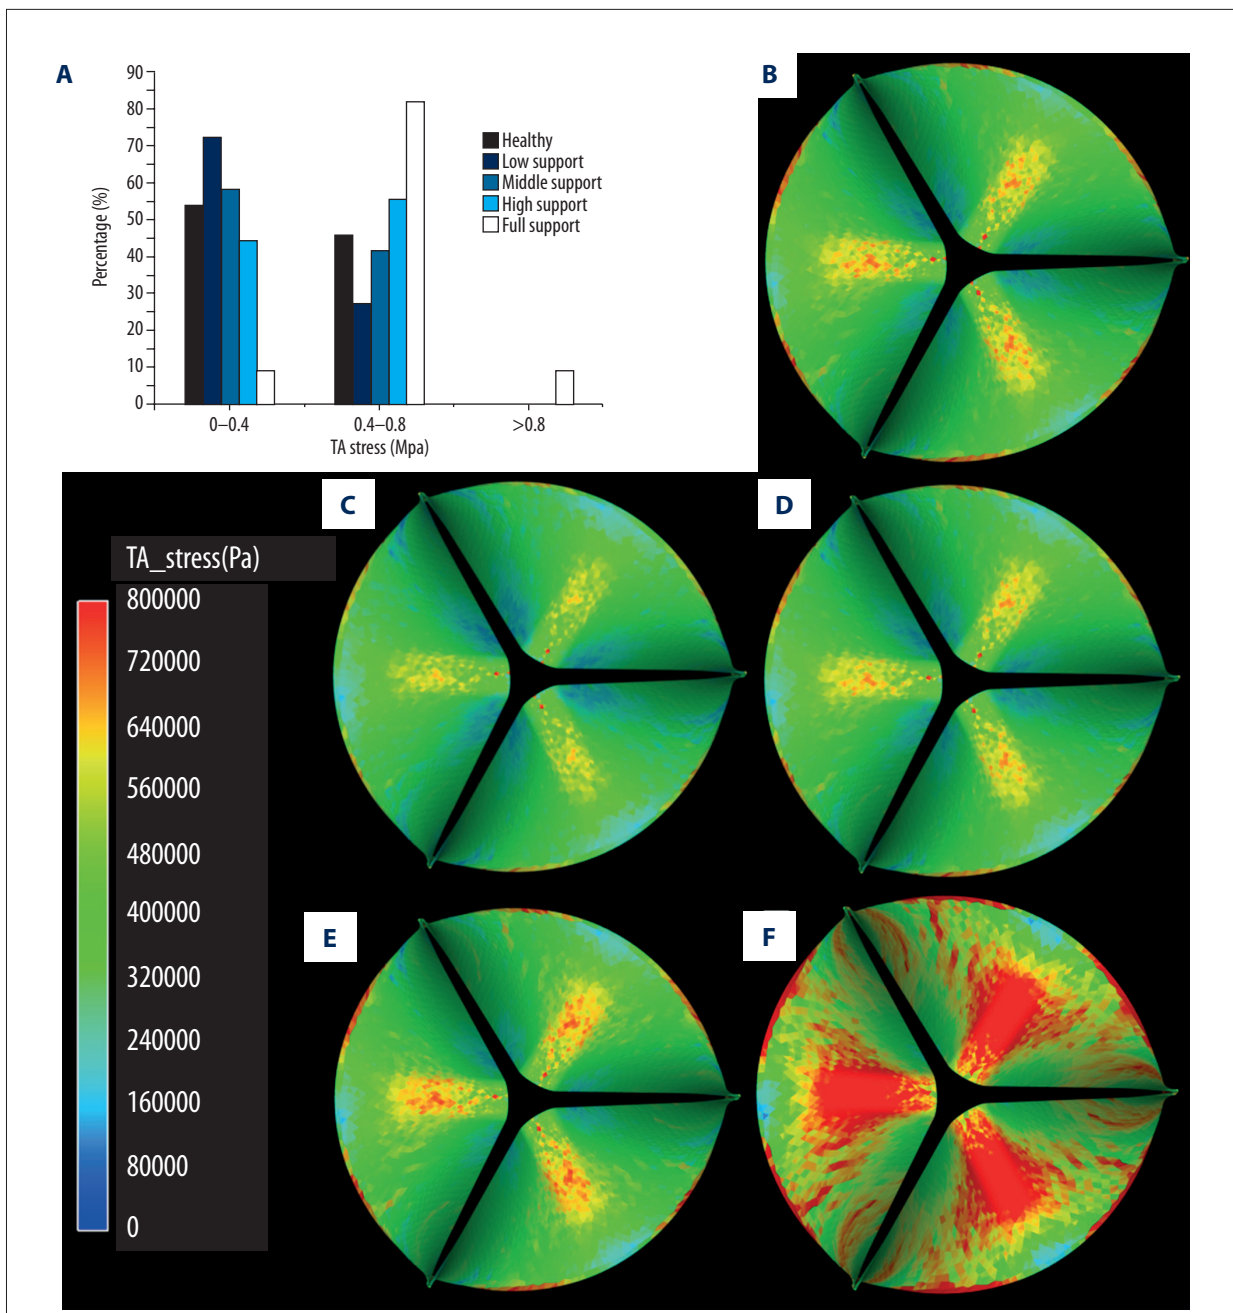 A
90
80
70
60
50
40
30
20
10
0
Percentage (%)
0–0.4
0.4–0.8
>0.8
TA stress (Mpa)
Healthy
Low support
Middle support
High support
Full support
B
C
D
TA_stress(Pa)
800000
720000
640000
560000
480000
400000
320000
240000
160000
80000
0
E
F